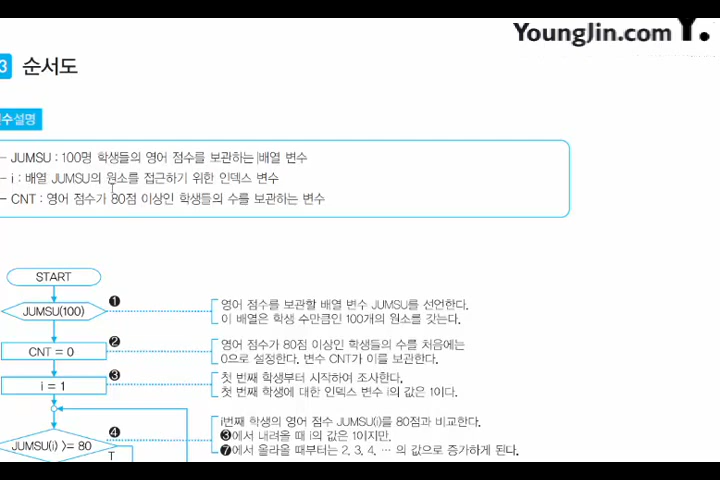 YoungJin.com Y.
3 순서도
수설명
- JUMSU : 100명 학생들의 영어 점수를 보관하는 배열 변수
- i : 배열 JUMSU의 원소를 접근하기 위한 인덱스 변수
- CNT : 영어 점수가 80점 이상인 학생들의 수를 보관하는 변수
START
JUMSU(100)
❶
영어 점수를 보관할 배열 변수 JUMSU를 선언한다.
이 배열은 학생 수만큼인 100개의 원소를 갖는다.
CNT = 0
❷
영어 점수가 80점 이상인 학생들의 수를 처음에는
0으로 설정한다. 변수 CNT가 이를 보관한다.
i = 1
❸
첫 번째 학생부터 시작하여 조사한다.
첫 번째 학생에 대한 인덱스 변수 i의 값은 1이다.
JUMSU(i) >= 80
❹
T
i번째 학생의 영어 점수 JUMSU(i)를 80점과 비교한다.
❸에서 내려올 때 i의 값은 1이지만,
❼에서 올라올 때부터는 2, 3, 4, … 의 값으로 증가하게 된다.